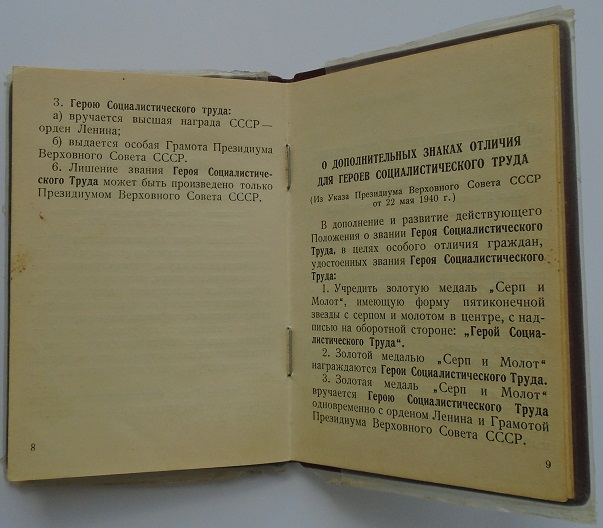 3. Герою Социалистического труда:
а) вручается высшая награда СССР —
орден Ленина;
б) выдается особая Грамота Президиума
Верховного Совета СССР.
6. Лишение звания Героя Социалистиче-
ского Труда может быть произведено только
Президиумом Верховного Совета СССР.
8
О ДОПОЛНИТЕЛЬНЫХ ЗНАКАХ ОТЛИЧИЯ
ДЛЯ ГЕРОЕВ СОЦИАЛИСТИЧЕСКОГО ТРУДА
(Из Указа Президиума Верховного Совета СССР
от 22 мая 1940 г.)
В дополнение и развитие действующего
Положения о звании Героя Социалистического
Труда, в целях особого отличия граждан,
удостоенных звания Героя Социалистического
Труда:
1. Учредить золотую медаль „Серп и
Молот“, имеющую форму пятиконечной
звезды с серпом и молотом в центре, с над-
писью на оборотной стороне: „Герой Социа-
листического Труда“.
2. Золотой медалью „Серп и Молот“
награждаются Герои Социалистического Труда.
3. Золотая медаль „Серп и Молот“
вручается Герою Социалистического Труда
одновременно с орденом Ленина и Грамотой
Президиума Верховного Совета СССР.
9